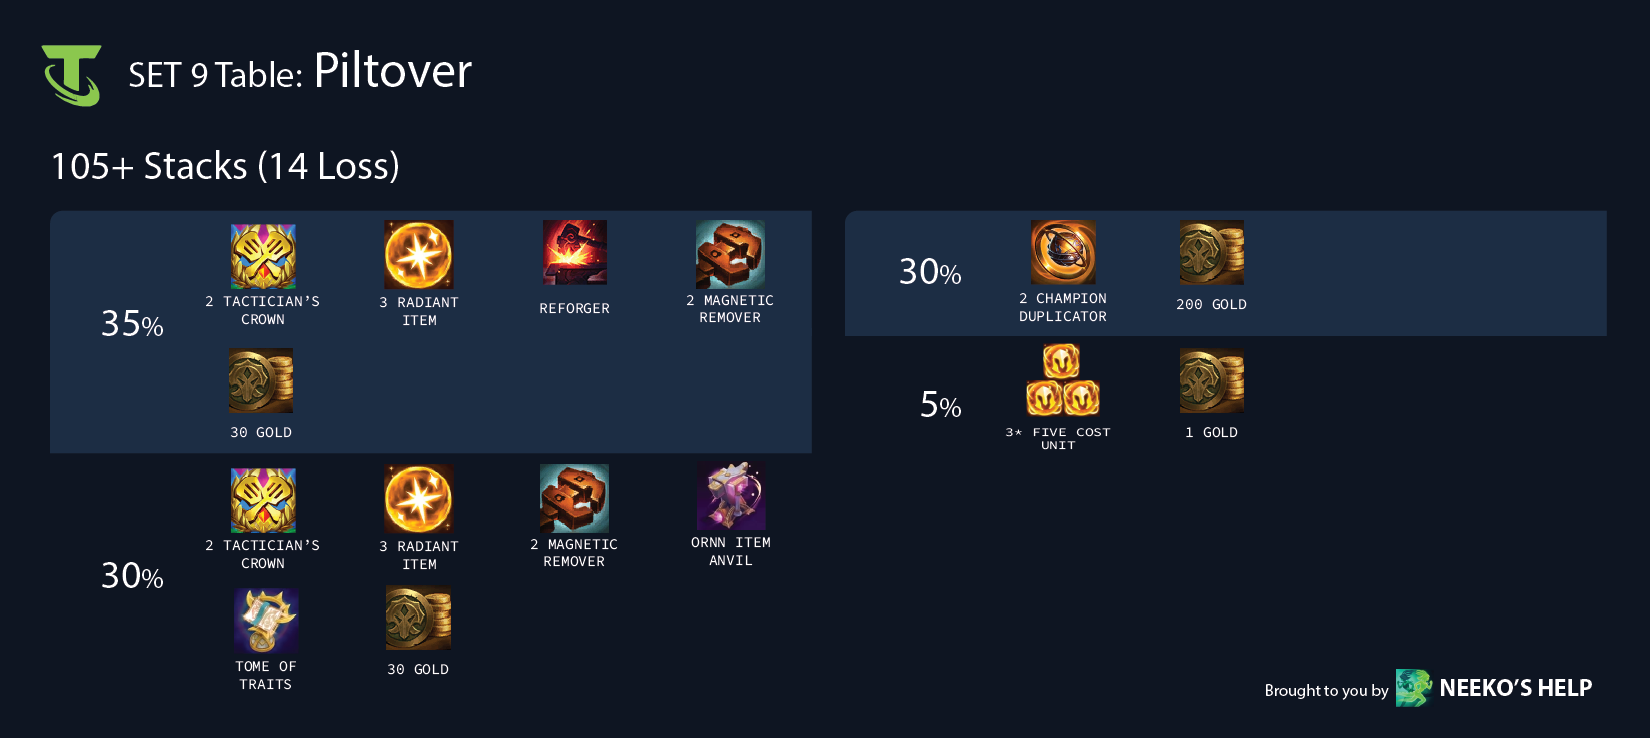 SET 9 Table: Piltover
105+ Stacks (14 Loss)
35%
2 TACTICIAN’S
CROWN
3 RADIANT
ITEM
REFORGER
2 MAGNETIC
REMOVER
30 GOLD
30%
2 TACTICIAN’S
CROWN
3 RADIANT
ITEM
2 MAGNETIC
REMOVER
ORNN ITEM
ANVIL
TOME OF
TRAITS
30 GOLD
30%
2 CHAMPION
DUPLICATOR
200 GOLD
5%
3* FIVE COST
UNIT
1 GOLD
Brought to you by NEEKO’S HELP